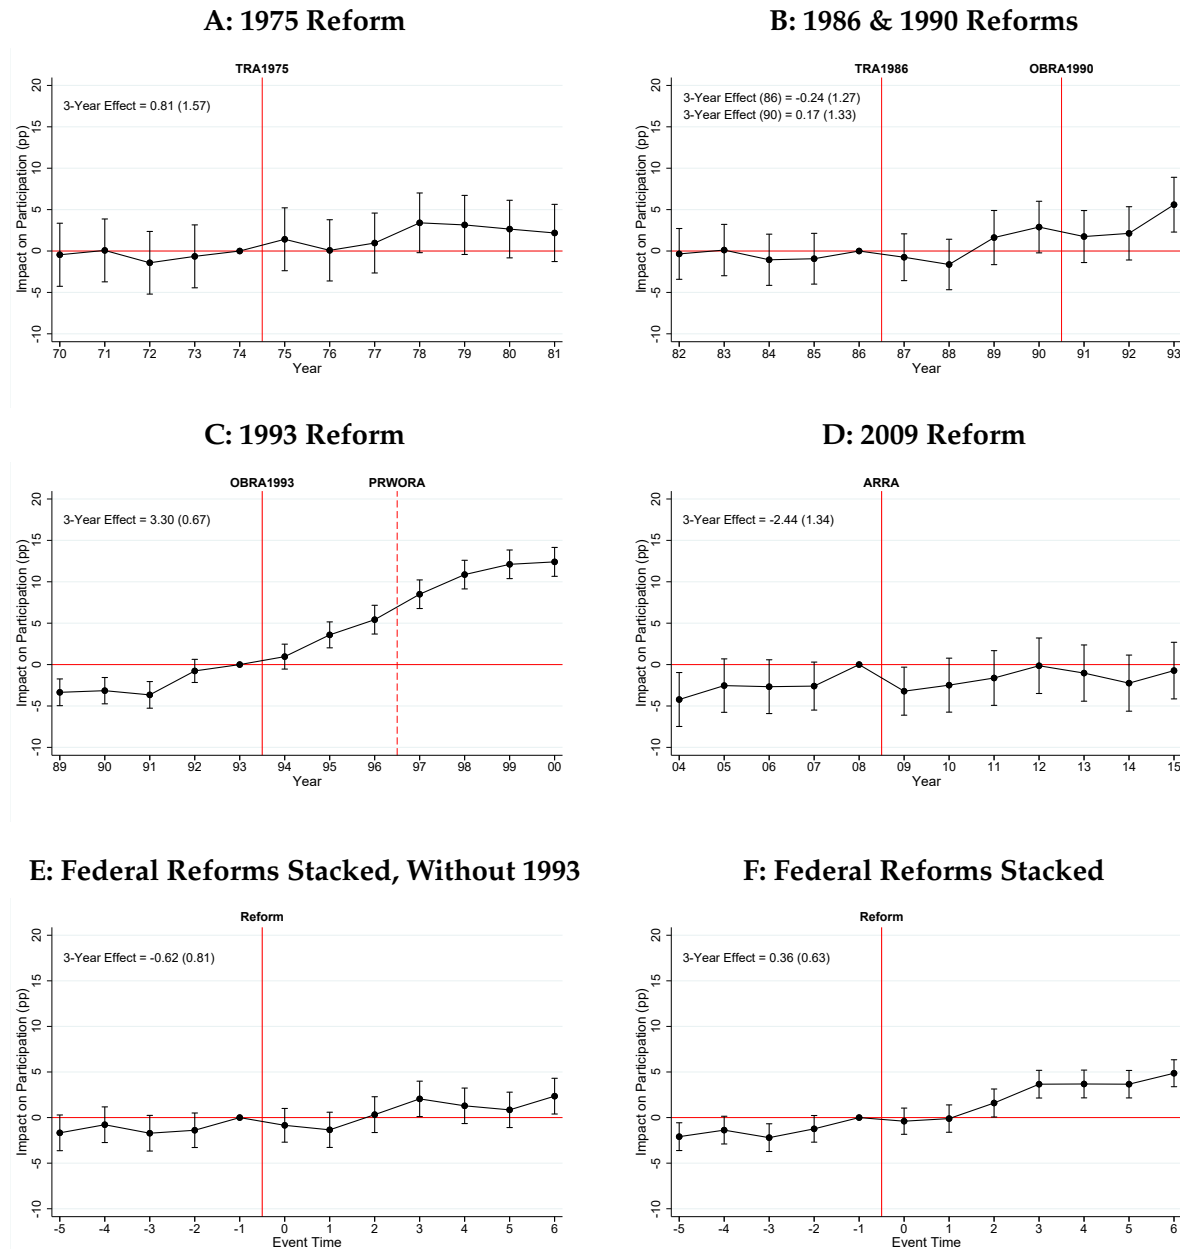 A: 1975 Reform
TRA1975
3-Year Effect = 0.81 (1.57)
Impact on Participation (pp)
20
15
10
5
0
-5
-10
70 71 72 73 74 75 76 77 78 79 80 81
Year
B: 1986 & 1990 Reforms
TRA1986 OBRA1990
3-Year Effect (86) = -0.24 (1.27)
3-Year Effect (90) = 0.17 (1.33)
Impact on Participation (pp)
20
15
10
5
0
-5
-10
82 83 84 85 86 87 88 89 90 91 92 93
Year
C: 1993 Reform
OBRA1993 PRWORA
3-Year Effect = 3.30 (0.67)
Impact on Participation (pp)
20
15
10
5
0
-5
-10
89 90 91 92 93 94 95 96 97 98 99 00
Year
D: 2009 Reform
ARRA
3-Year Effect = -2.44 (1.34)
Impact on Participation (pp)
20
15
10
5
0
-5
-10
04 05 06 07 08 09 10 11 12 13 14 15
Year
E: Federal Reforms Stacked, Without 1993
Reform
3-Year Effect = -0.62 (0.81)
Impact on Participation (pp)
20
15
10
5
0
-5
-10
-5 -4 -3 -2 -1 0 1 2 3 4 5 6
Event Time
F: Federal Reforms Stacked
Reform
3-Year Effect = 0.36 (0.63)
Impact on Participation (pp)
20
15
10
5
0
-5
-10
-5 -4 -3 -2 -1 0 1 2 3 4 5 6
Event Time